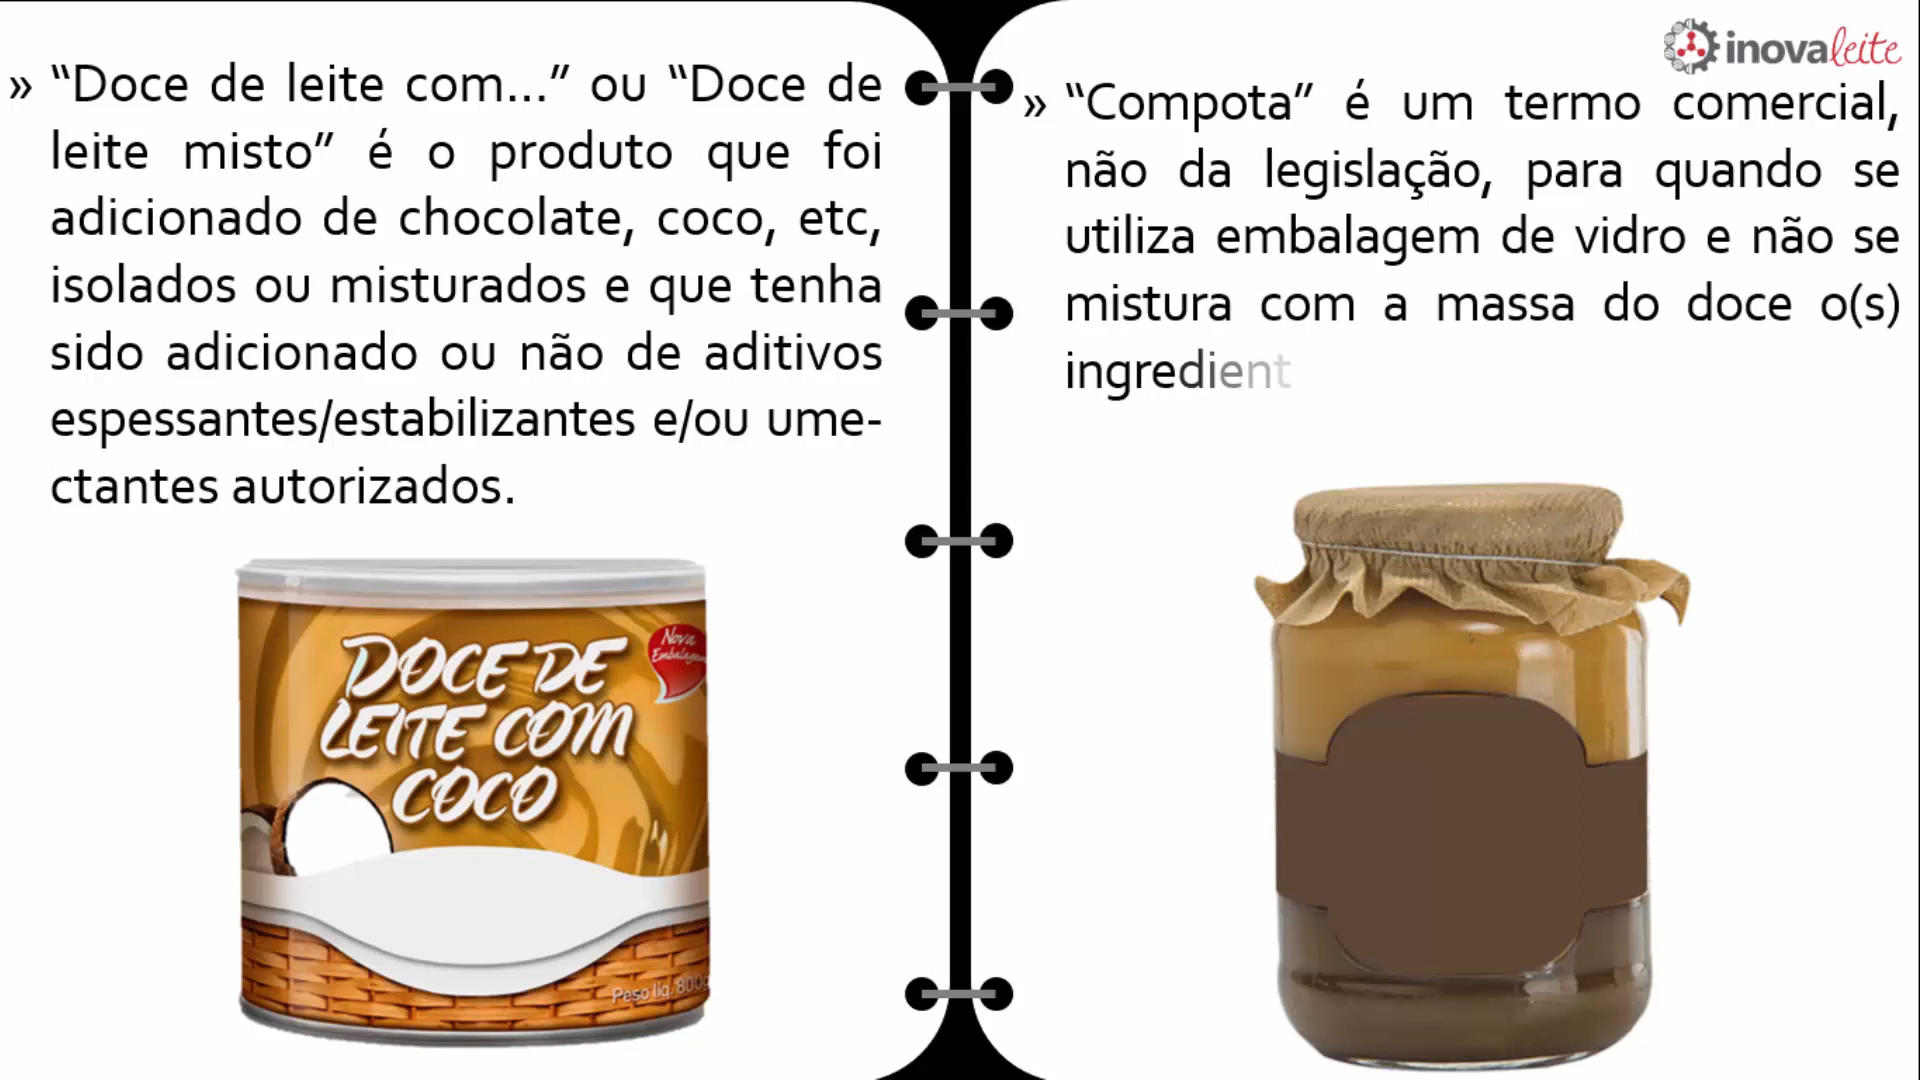 » “Doce de leite com...” ou “Doce de
leite misto” é o produto que foi
adicionado de chocolate, coco, etc,
isolados ou misturados e que tenha
sido adicionado ou não de aditivos
espessantes/estabilizantes e/ou ume-
ctantes autorizados.
Nova
Embalagem
DOCE DE
LEITE COM
COCO
Peso líq. 800g
inovaleite
» “Compota” é um termo comercial,
não da legislação, para quando se
utiliza embalagem de vidro e não se
mistura com a massa do doce o(s)
ingredient